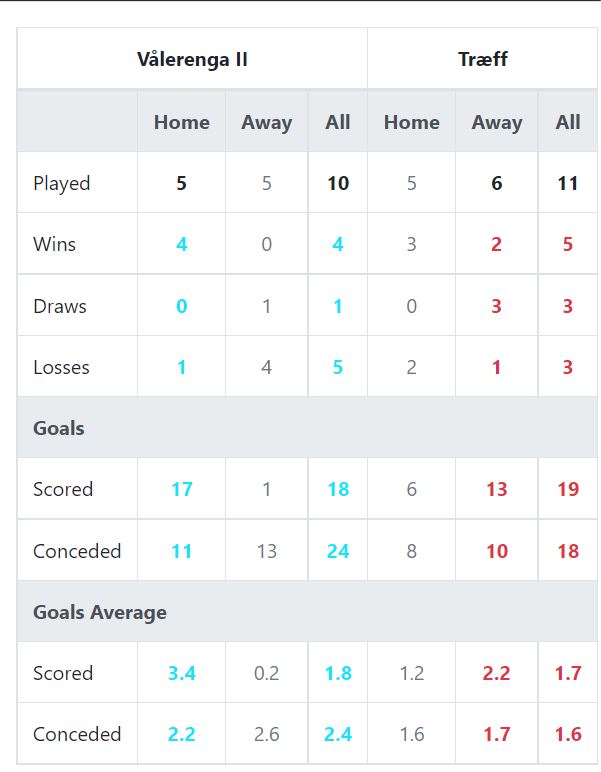 Vålerenga II Træff
Home Away All Home Away All
Played 5 5 10 5 6 11
Wins 4 0 4 3 2 5
Draws 0 1 1 0 3 3
Losses 1 4 5 2 1 3
Goals
Scored 17 1 18 6 13 19
Conceded 11 13 24 8 10 18
Goals Average
Scored 3.4 0.2 1.8 1.2 2.2 1.7
Conceded 2.2 2.6 2.4 1.6 1.7 1.6